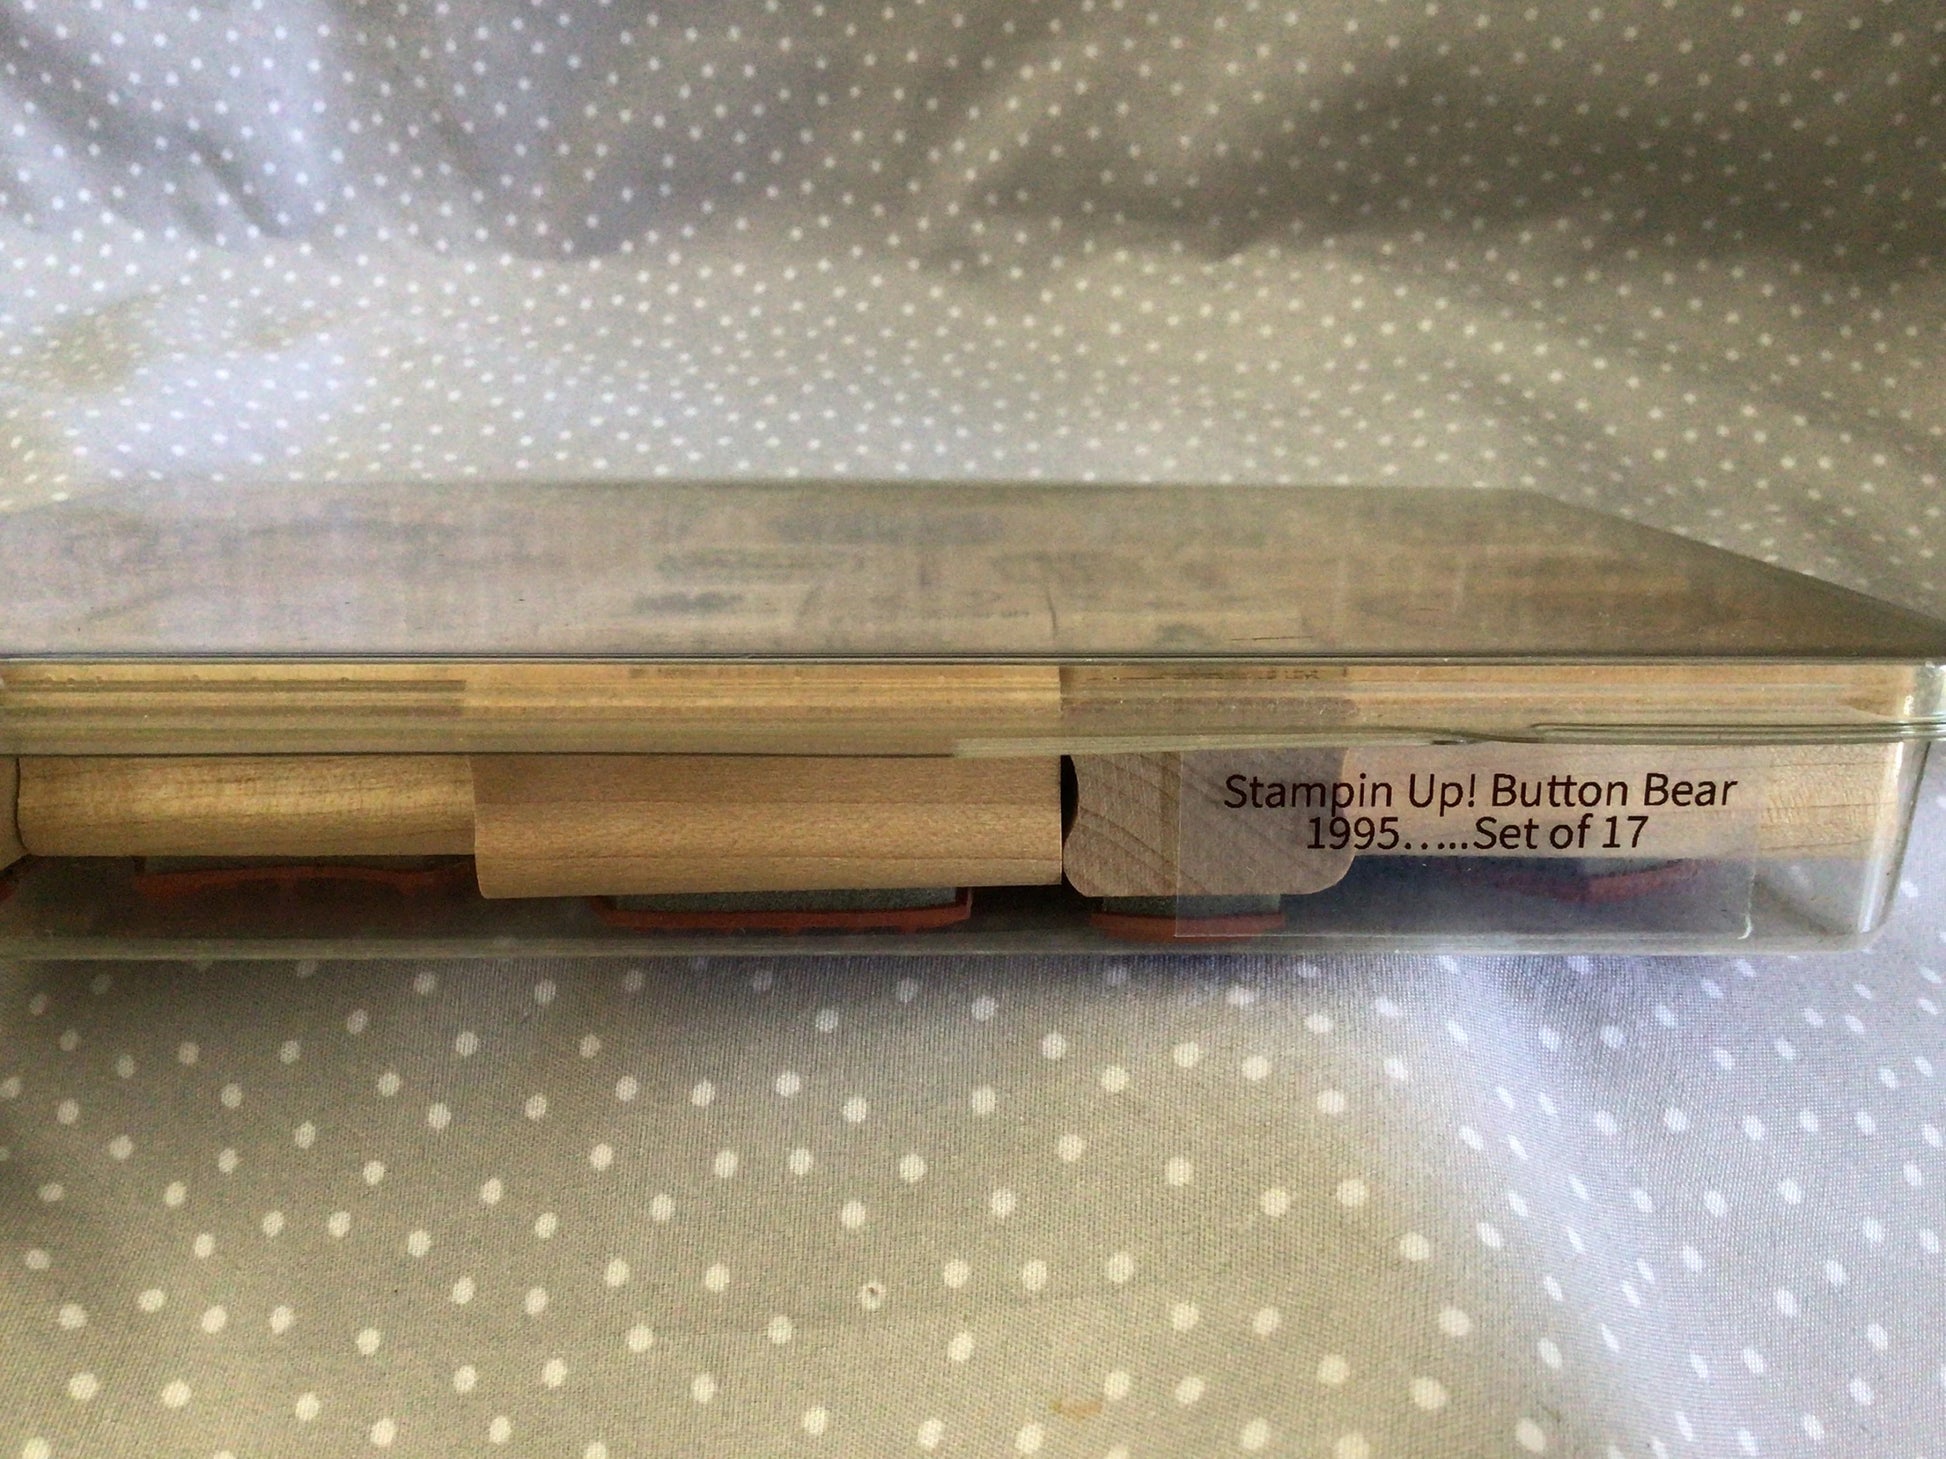 Stampin Up! Button Bear
1995.....Set of 17